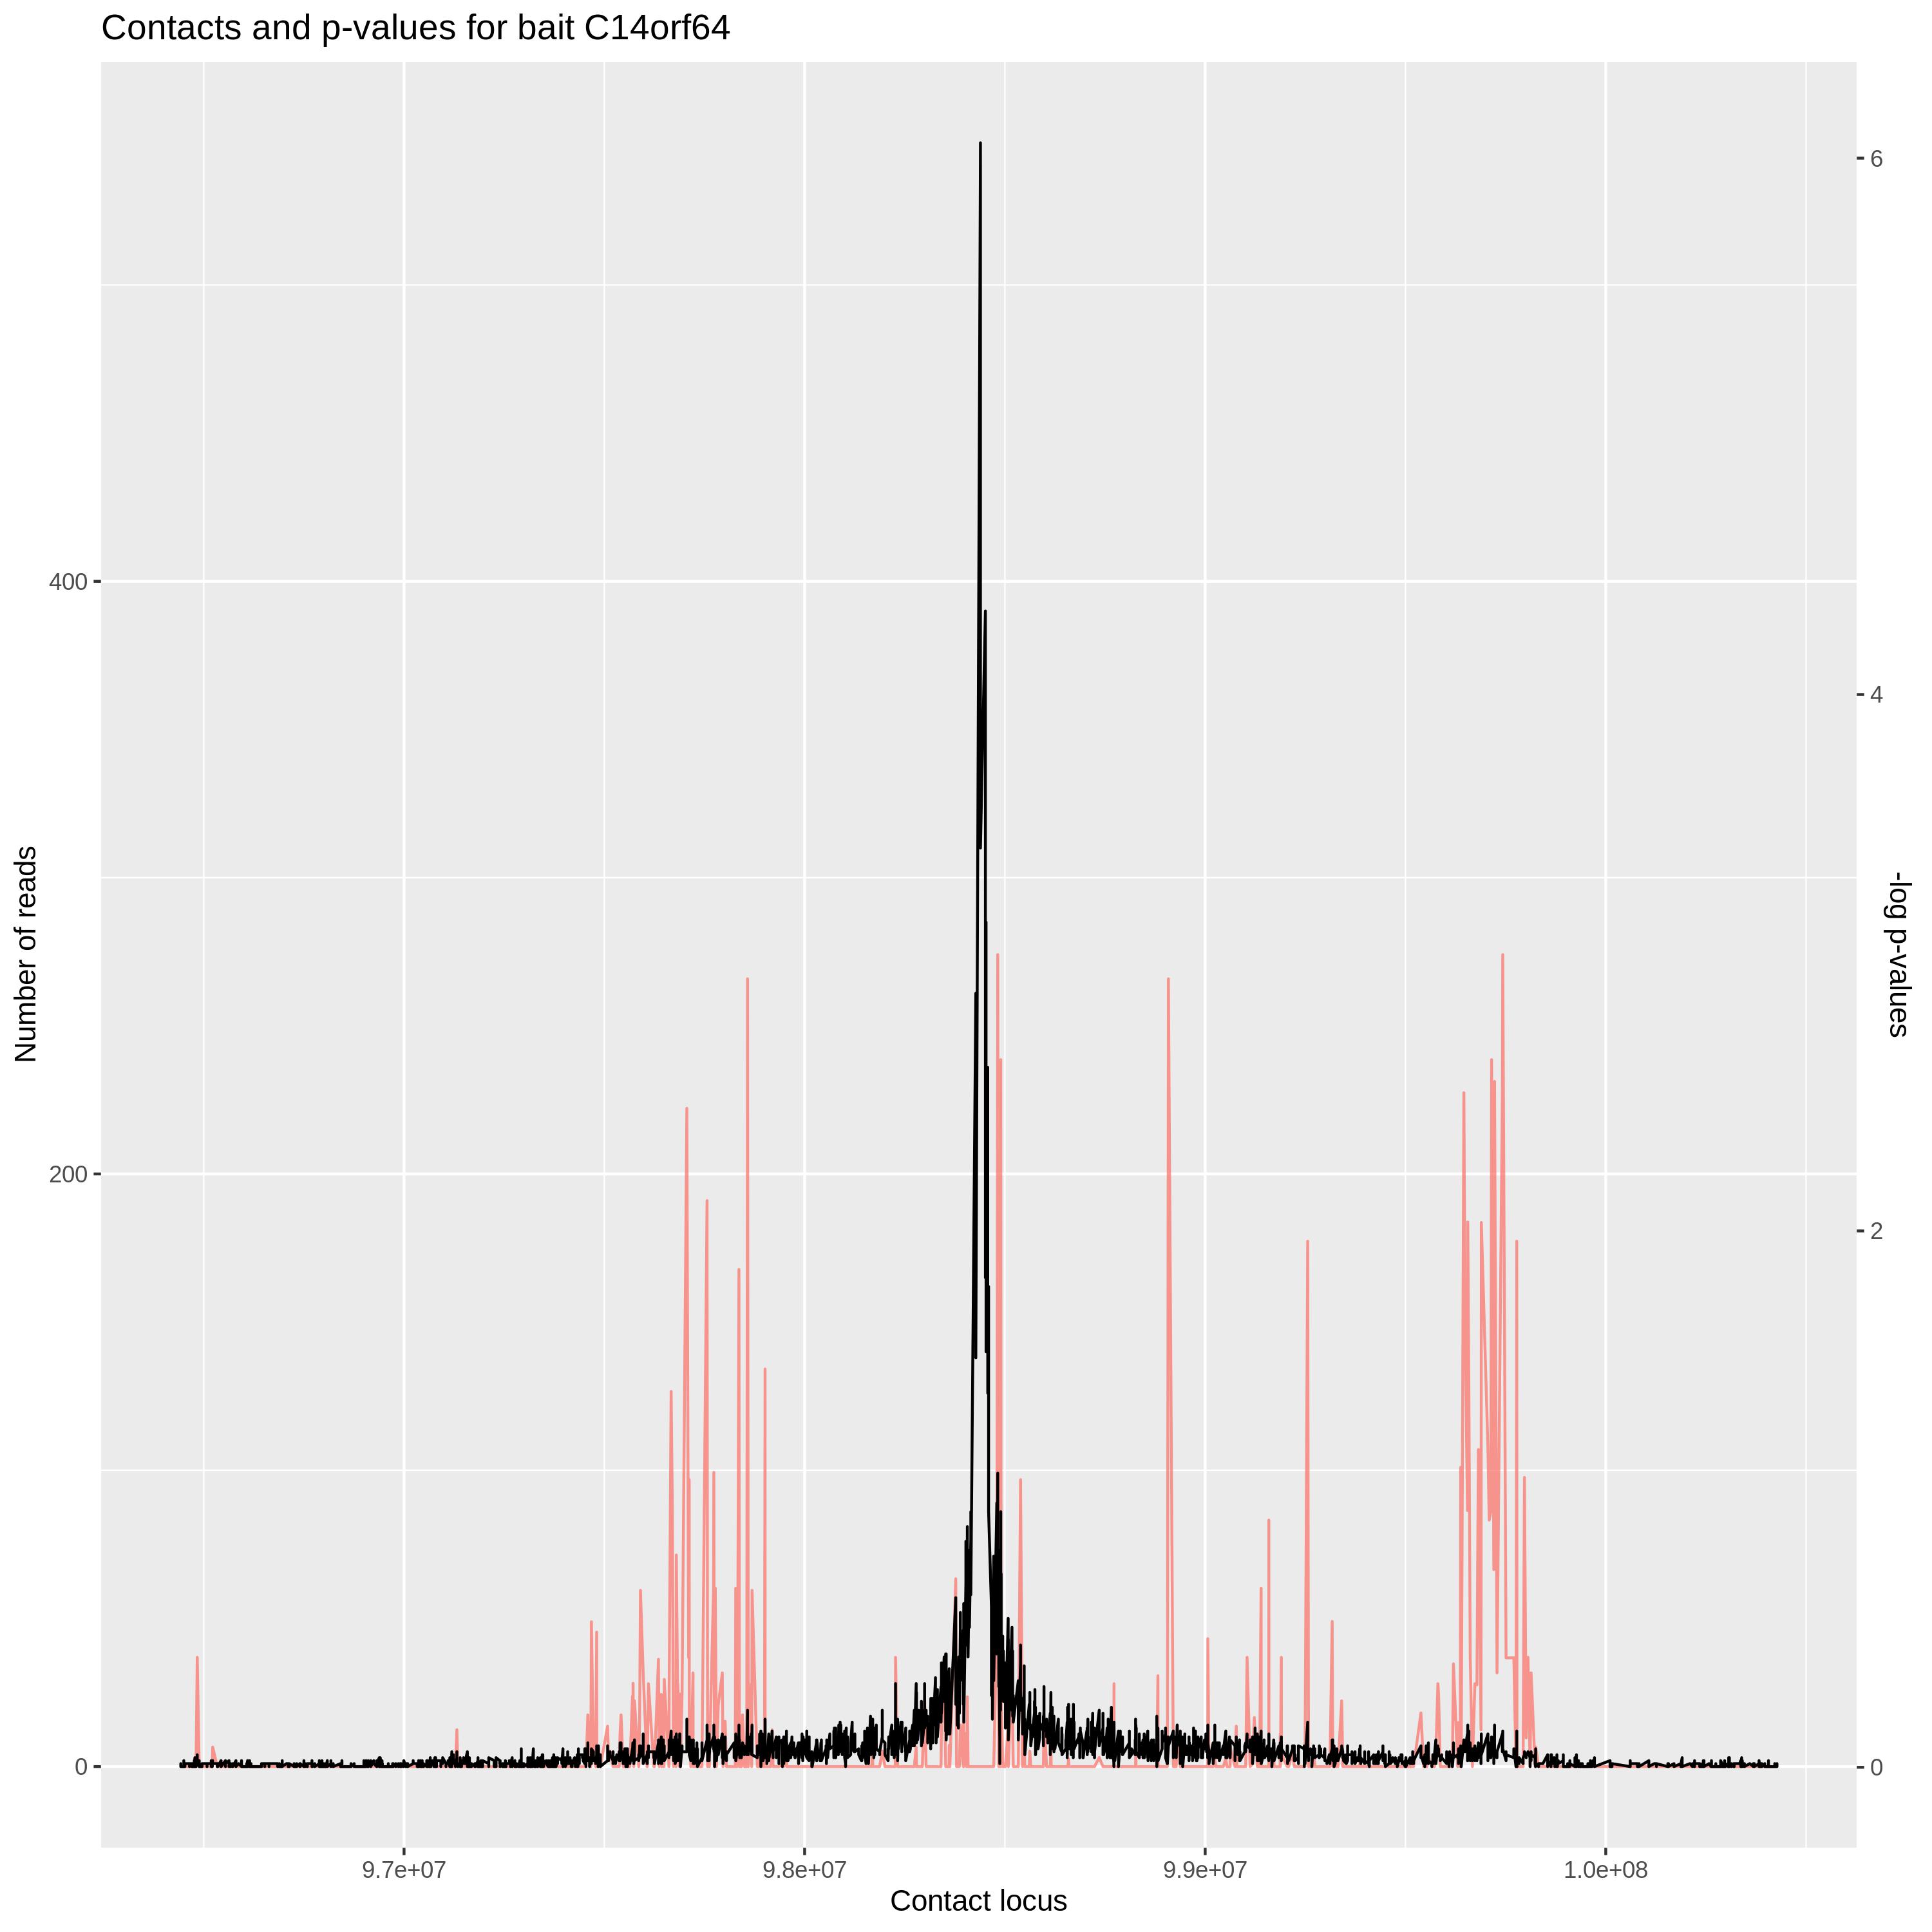 Contacts and p-values for bait C14orf64
Number of reads
400
200
0
6
4
2
0
-log p-values
9.7e+07
9.8e+07
9.9e+07
1.0e+08
Contact locus